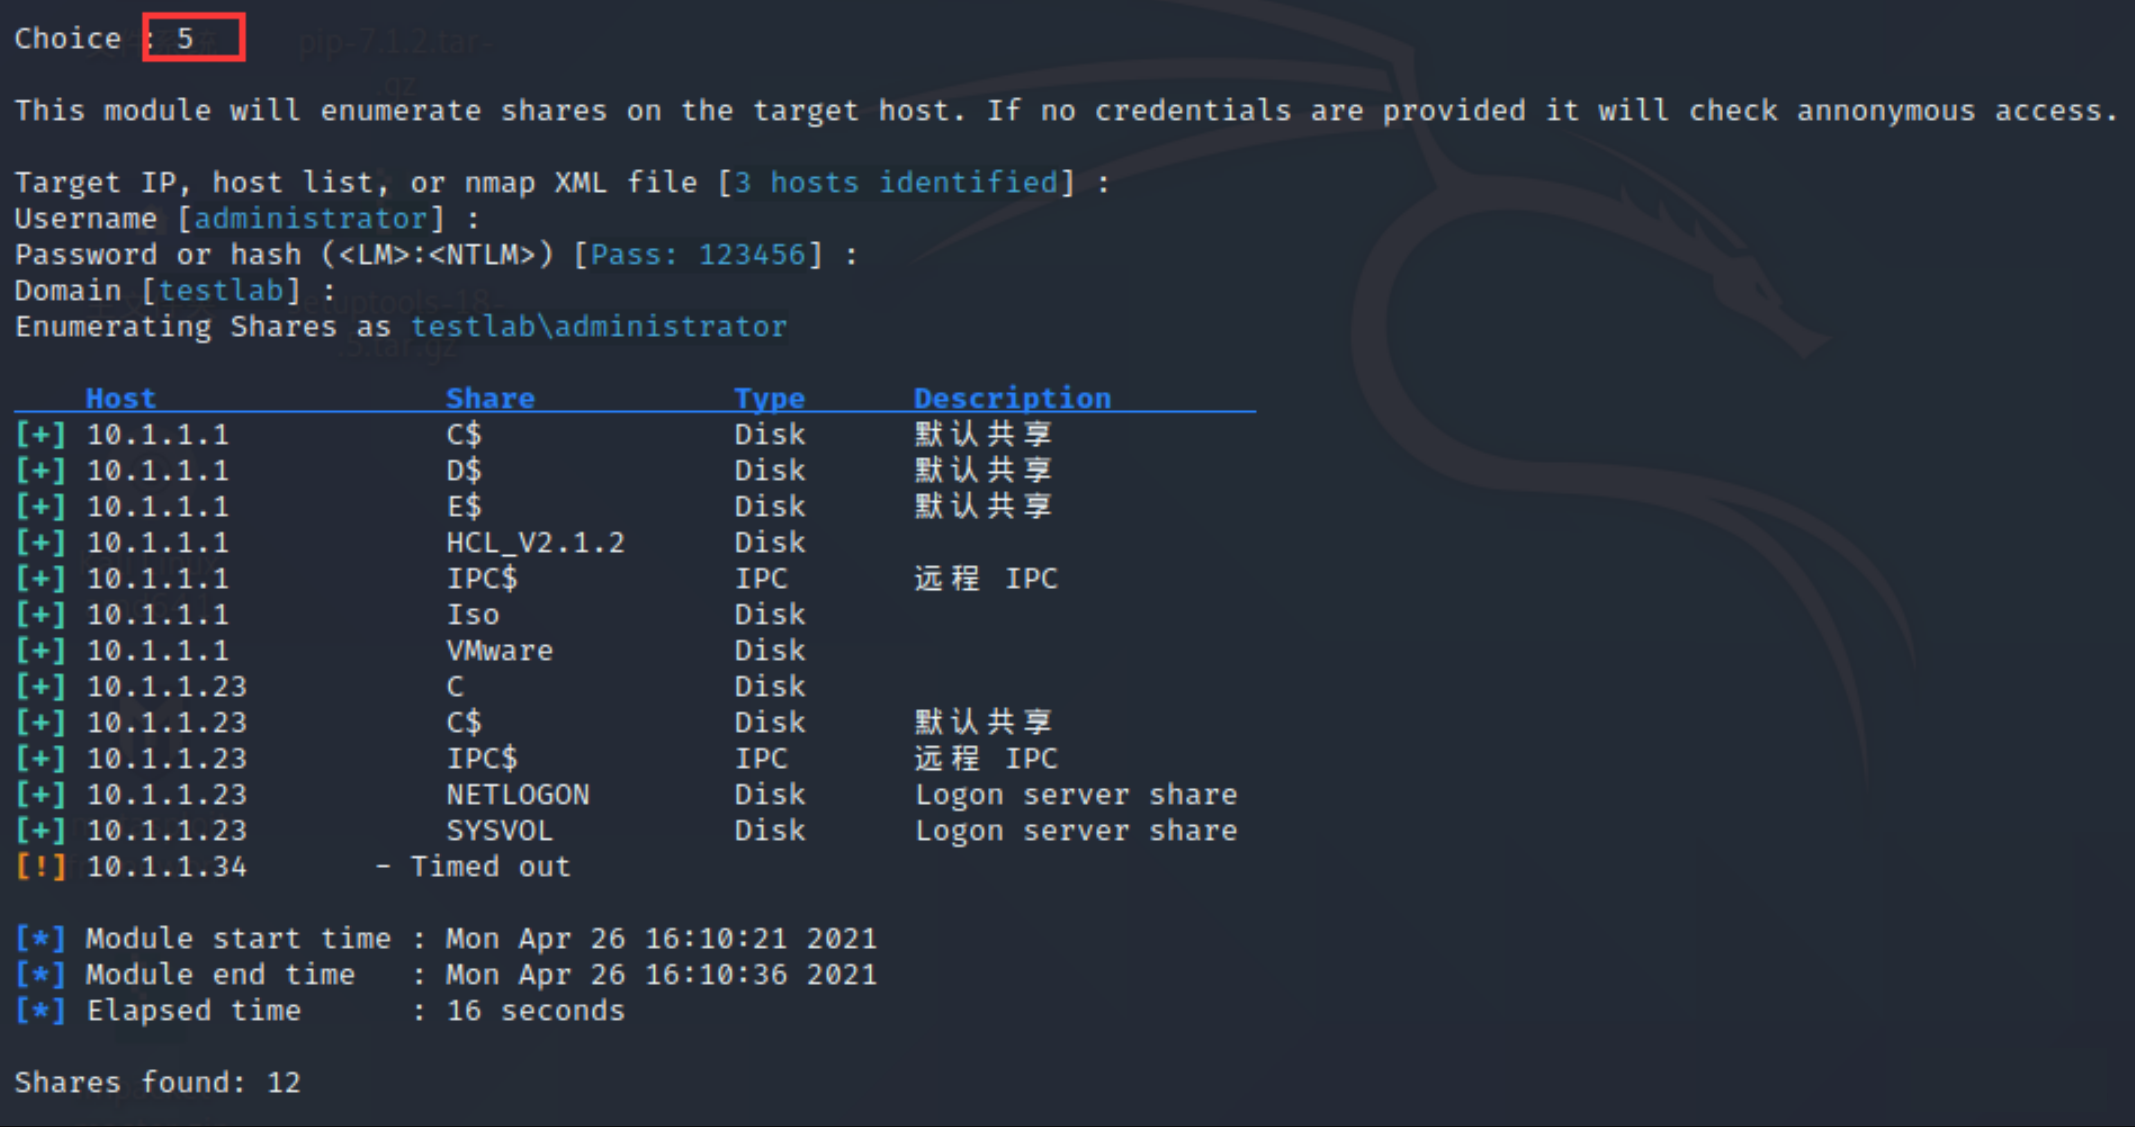 Choice : 5
This module will enumerate shares on the target host. If no credentials are provided it will check annonymous access.
Target IP, host list, or nmap XML file [3 hosts identified] :
Username [administrator] :
Password or hash (<LM>:<NTLM>) [Pass: 123456] :
Domain [testlab] :
Enumerating Shares as testlab\administrator
Host Share Type Description
[+] 10.1.1.1 C$ Disk 默认共享
[+] 10.1.1.1 D$ Disk 默认共享
[+] 10.1.1.1 E$ Disk 默认共享
[+] 10.1.1.1 HCL_V2.1.2 Disk
[+] 10.1.1.1 IPC$ IPC 远程 IPC
[+] 10.1.1.1 Iso Disk
[+] 10.1.1.1 VMware Disk
[+] 10.1.1.23 C Disk
[+] 10.1.1.23 C$ Disk 默认共享
[+] 10.1.1.23 IPC$ IPC 远程 IPC
[+] 10.1.1.23 NETLOGON Disk Logon server share
[+] 10.1.1.23 SYSVOL Disk Logon server share
[!] 10.1.1.34 - Timed out
[*] Module start time : Mon Apr 26 16:10:21 2021
[*] Module end time : Mon Apr 26 16:10:36 2021
[*] Elapsed time : 16 seconds
Shares found: 12